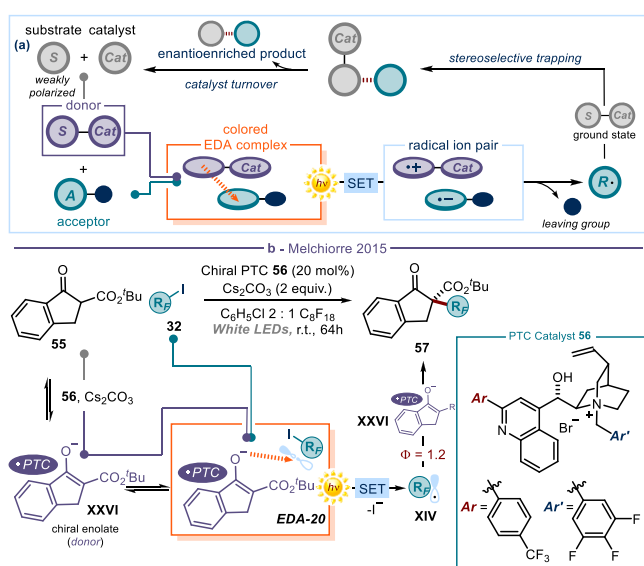 (a)
substrate + catalyst
S
Cat
weakly
polarized
enantioenriched product
catalyst turnover
Cat
stereoselective trapping
donor
S Cat
+
A
acceptor
colored
EDA complex
Cat
hν
SET
radical ion pair
•+ Cat
•−
leaving group
S Cat
ground state
R•
b - Melchiorre 2015
O
CO2tBu
55
I
RF
32
Chiral PTC 56 (20 mol%)
Cs2CO3 (2 equiv.)
C6H5Cl 2 : 1 C8F18
White LEDs, r.t., 64h
O
CO2tBu
RF
57
56, Cs2CO3
•PTC
O−
CO2tBu
XXVI
chiral enolate
(donor)
I
RF
•PTC
O−
CO2tBu
EDA-20
hν
SET
-I−
RF
XIV
•PTC
O−
R
XXVI
Φ = 1.2
PTC Catalyst 56
OH
Ar
N
N
+
Br−
Ar'
Ar =
CF3
Ar' =
F
F
F